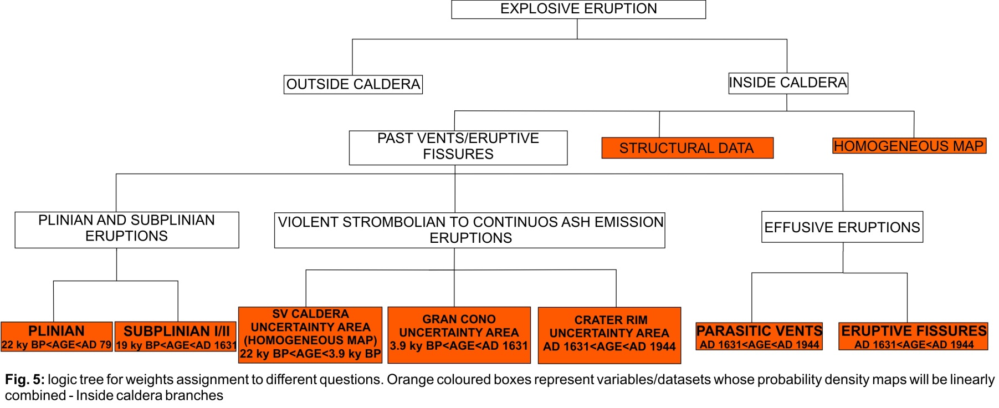 EXPLOSIVE ERUPTION
OUTSIDE CALDERA
INSIDE CALDERA
PAST VENTS/ERUPTIVE
FISSURES
STRUCTURAL DATA
HOMOGENEOUS MAP
PLINIAN AND SUBPLINIAN
ERUPTIONS
VIOLENT STROMBOLIAN TO CONTINUOS ASH EMISSION
ERUPTIONS
EFFUSIVE ERUPTIONS
PLINIAN
22 ky BP<AGE<AD 79
SUBPLINIAN I/II
19 ky BP<AGE<AD 1631
SV CALDERA
UNCERTAINTY AREA
(HOMOGENEOUS MAP)
22 ky BP<AGE<3.9 ky BP
GRAN CONO
UNCERTAINTY AREA
3.9 ky BP<AGE<AD 1631
CRATER RIM
UNCERTAINTY AREA
AD 1631<AGE<AD 1944
PARASITIC VENTS
AD 1631<AGE<AD 1944
ERUPTIVE FISSURES
AD 1631<AGE<AD 1944
Fig. 5: logic tree for weights assignment to different questions. Orange coloured boxes represent variables/datasets whose probability density maps will be linearly
combined - Inside caldera branches